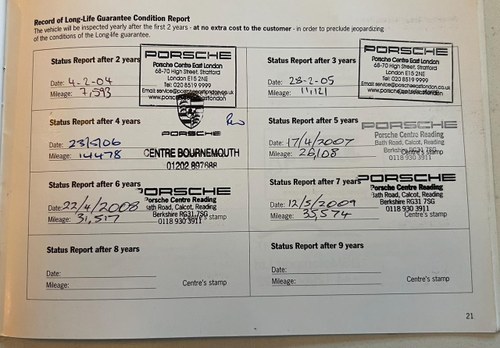 Record of Long-Life Guarantee Condition Report
The vehicle will be inspected yearly after the first 2 years - at no extra cost to the customer - in order to preclude jeopardizing
of the conditions of the Long-life guarantee.
Status Report after 2 years
PORSCHE
Porsche Centre East London
68-70 High Street, Stratford
London E15 2NE
Tel: 020 8519 9999
Date: 4-2-04
Mileage: 7,593
Status Report after 3 years
PORSCHE
Porsche Centre East London
68-70 High Street, Stratford
London E15 2NE
Tel: 020 8519 9999
Date: 28-2-05
Mileage: 11,121
Status Report after 4 years
PORSCHE
CENTRE BOURNEMOUTH
01202 897688
Date: 23/5/06
Mileage: 14478
Status Report after 5 years
PORSCHE
Porsche Centre Reading
Bath Road, Calcot, Reading
Berkshire RG31 7SG
0118 930 3911
Date: 17/4/2007
Mileage: 26,108
Centre's stamp
Status Report after 6 years
PORSCHE
Porsche Centre Reading
Bath Road, Calcot, Reading
Berkshire RG31 7SG
0118 930 3911
Date: 22/4/2008
Mileage: 31,517
Centre's stamp
Status Report after 7 years
PORSCHE
Porsche Centre Reading
Bath Road, Calcot, Reading
Berkshire RG31 7SG
0118 930 3911
Date: 12/5/2009
Mileage: 35,574
Centre's stamp
Status Report after 8 years
Date:
Mileage:
Centre's stamp
Status Report after 9 years
Date:
Mileage:
Centre's stamp
21